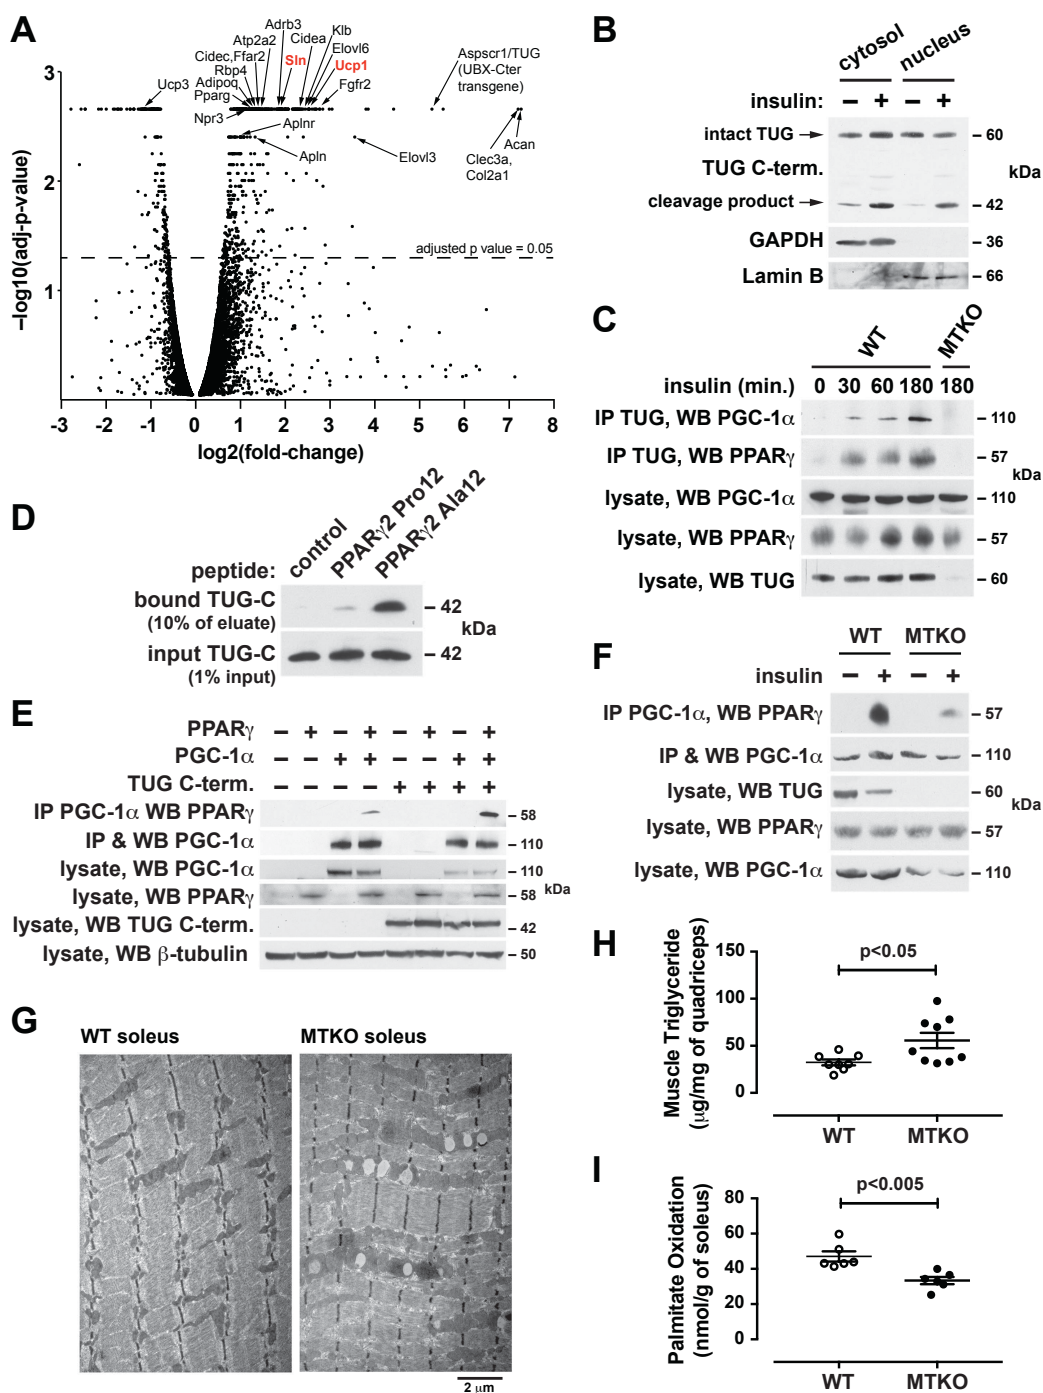 A
Adrb3
Klb
Atp2a2
Cidea
Cidec,Ffar2
Sln
Elovl6
Rbp4
Ucp1
Adipoq
Fgfr2
Ucp3
Pparg
Npr3
Aplnr
Apln
Elovl3
Aspscr1/TUG
(UBX-Cter
transgene)
Acan
Clec3a,
Col2a1
adjusted p value = 0.05
−log10(adj-p-value)
3
2
1
-3 -2 -1 0 1 2 3 4 5 6 7 8
log2(fold-change)
B
cytosol nucleus
insulin: − + − +
intact TUG
60
TUG C-term.
kDa
cleavage product
42
GAPDH
36
Lamin B
66
C
WT MTKO
insulin (min.) 0 30 60 180 180
IP TUG, WB PGC-1α
110
IP TUG, WB PPARγ
57
kDa
lysate, WB PGC-1α
110
lysate, WB PPARγ
57
lysate, WB TUG
60
D
peptide: control PPARγ2 Pro12 PPARγ2 Ala12
bound TUG-C
(10% of eluate)
42
kDa
input TUG-C
(1% input)
42
E
PPARγ − + − + − + − +
PGC-1α − − + + − − + +
TUG C-term. − − − − + + + +
IP PGC-1α WB PPARγ
58
IP & WB PGC-1α
110
lysate, WB PGC-1α
110
kDa
lysate, WB PPARγ
58
lysate, WB TUG C-term.
42
lysate, WB β-tubulin
50
F
WT MTKO
insulin − + − +
IP PGC-1α, WB PPARγ
57
IP & WB PGC-1α
110
lysate, WB TUG
60
kDa
lysate, WB PPARγ
57
lysate, WB PGC-1α
110
G
WT soleus
MTKO soleus
2 μm
H
Muscle Triglyceride
(μg/mg of quadriceps)
150
100
50
0
p<0.05
WT MTKO
I
Palmitate Oxidation
(nmol/g of soleus)
80
60
40
20
0
p<0.005
WT MTKO